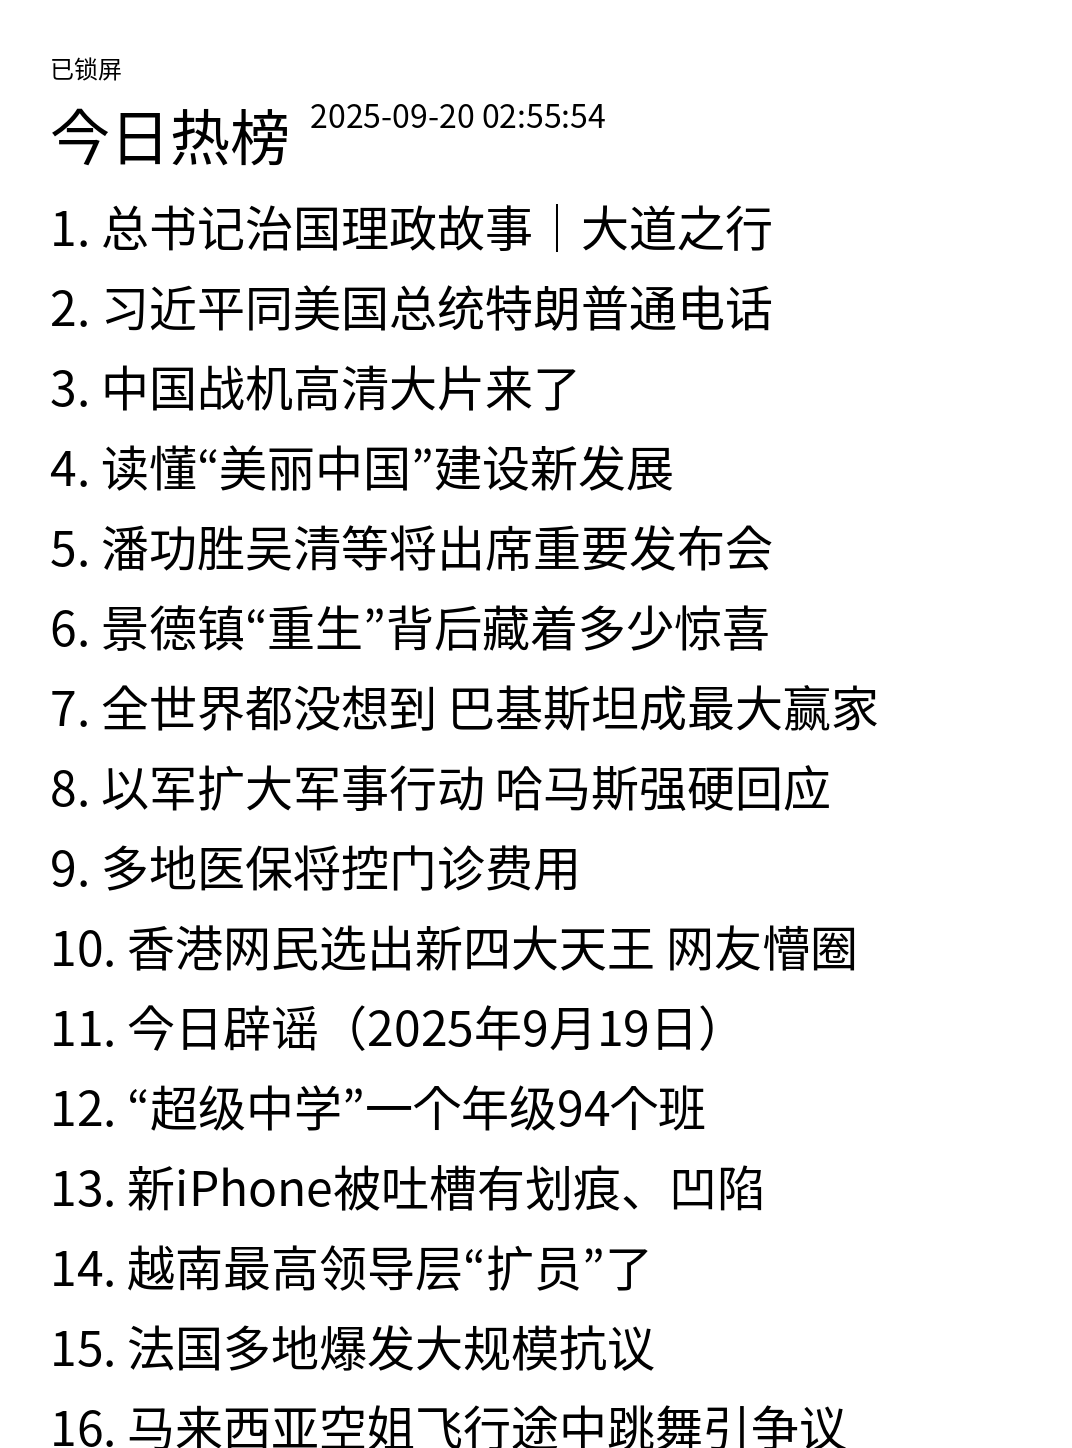 已锁屏
今日热榜 2025-09-20 02:55:54
1. 总书记治国理政故事｜大道之行
2. 习近平同美国总统特朗普通电话
3. 中国战机高清大片来了
4. 读懂“美丽中国”建设新发展
5. 潘功胜吴清等将出席重要发布会
6. 景德镇“重生”背后藏着多少惊喜
7. 全世界都没想到 巴基斯坦成最大赢家
8. 以军扩大军事行动 哈马斯强硬回应
9. 多地医保将控门诊费用
10. 香港网民选出新四大天王 网友懵圈
11. 今日辟谣（2025年9月19日）
12. “超级中学”一个年级94个班
13. 新iPhone被吐槽有划痕、凹陷
14. 越南最高领导层“扩员”了
15. 法国多地爆发大规模抗议
16. 马来西亚空姐飞行途中跳舞引争议